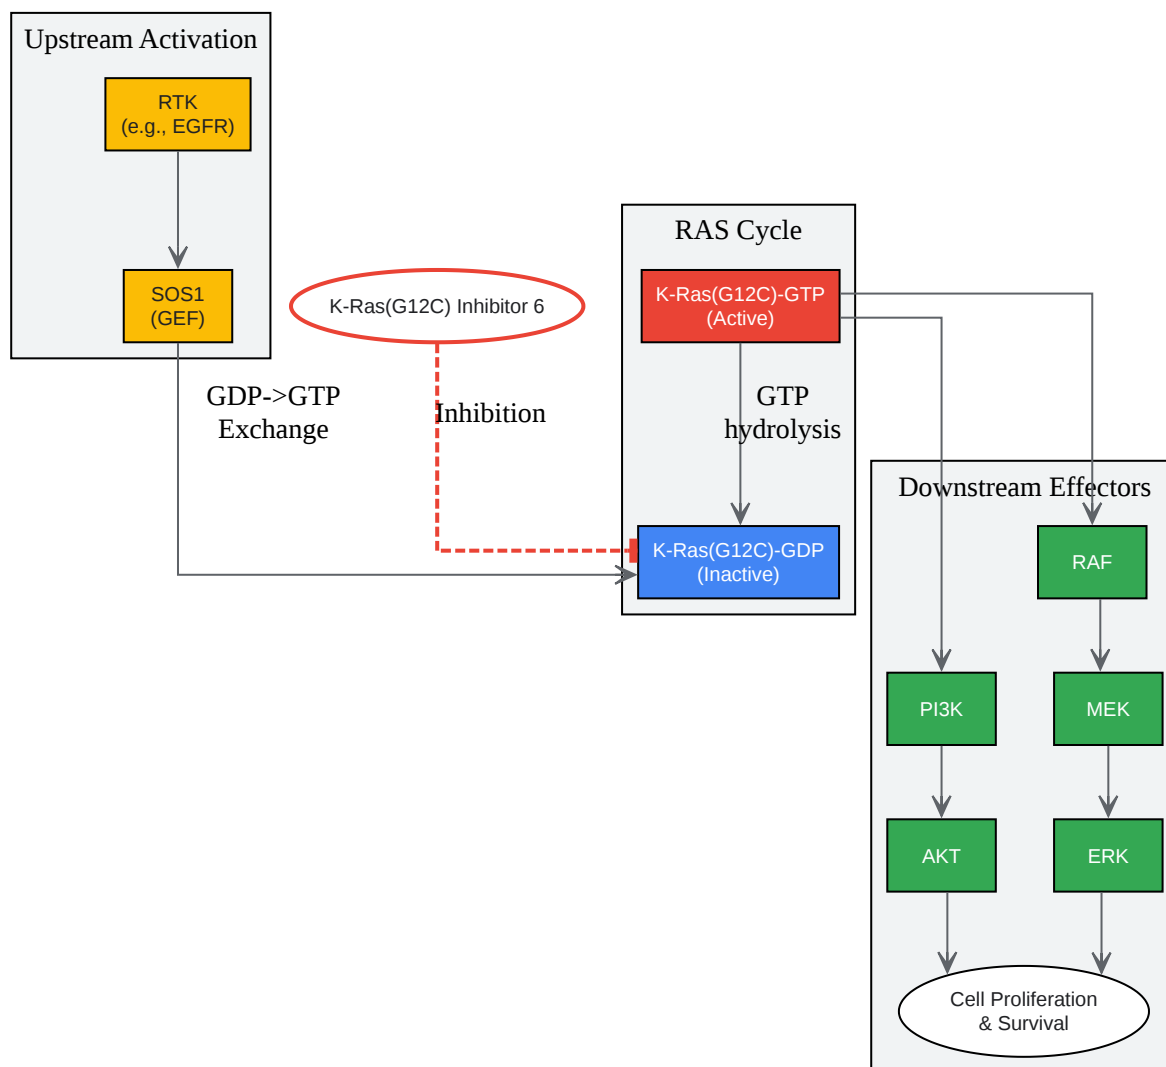 Upstream Activation
RTK
(e.g., EGFR)
SOS1
(GEF)
GDP->GTP
Exchange
K-Ras(G12C) Inhibitor 6
Inhibition
RAS Cycle
K-Ras(G12C)-GTP
(Active)
GTP
hydrolysis
K-Ras(G12C)-GDP
(Inactive)
Downstream Effectors
RAF
PI3K
MEK
AKT
ERK
Cell Proliferation
& Survival